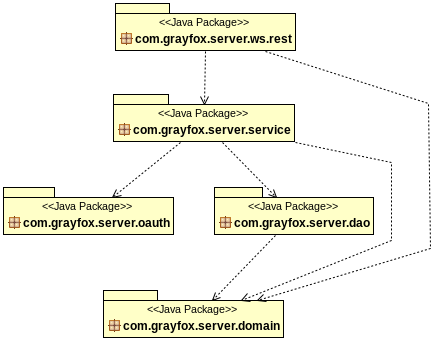 <<Java Package>>
com.grayfox.server.ws.rest
<<Java Package>>
com.grayfox.server.service
<<Java Package>>
com.grayfox.server.oauth
<<Java Package>>
com.grayfox.server.dao
<<Java Package>>
com.grayfox.server.domain